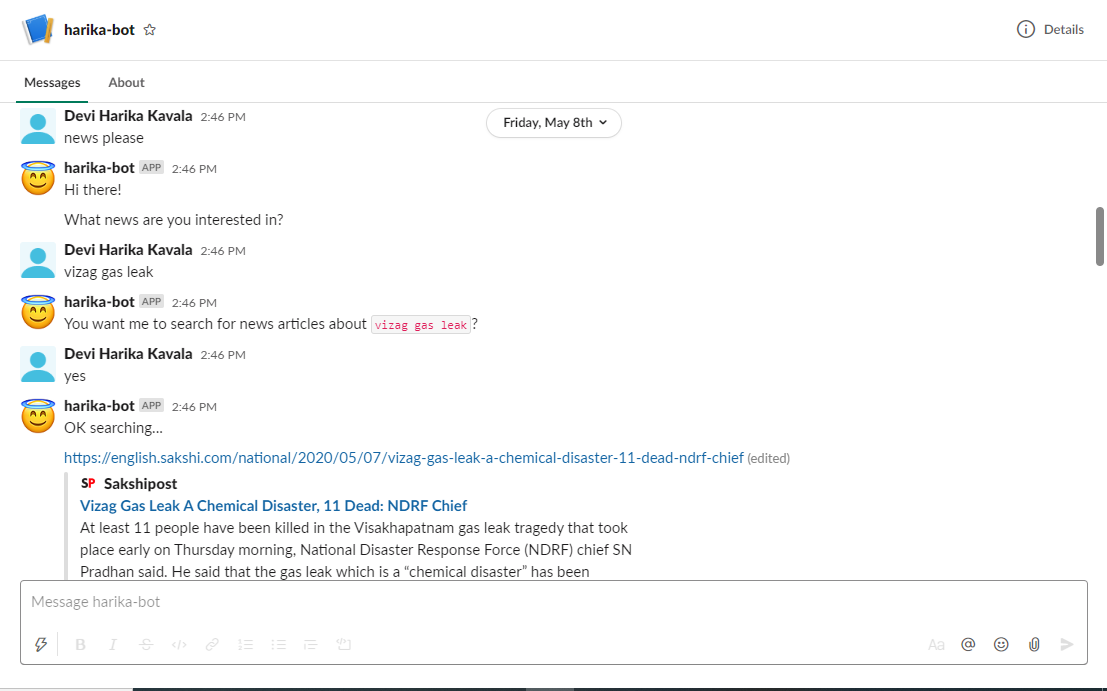 harika-bot
Details
Messages About
Devi Harika Kavala 2:46 PM
Friday, May 8th
news please
harika-bot APP 2:46 PM
Hi there!
What news are you interested in?
Devi Harika Kavala 2:46 PM
vizag gas leak
harika-bot APP 2:46 PM
You want me to search for news articles about vizag gas leak?
Devi Harika Kavala 2:46 PM
yes
harika-bot APP 2:46 PM
OK searching...
https://english.sakshi.com/national/2020/05/07/vizag-gas-leak-a-chemical-disaster-11-dead-ndrf-chief (edited)
SP Sakshipost
Vizag Gas Leak A Chemical Disaster, 11 Dead: NDRF Chief
At least 11 people have been killed in the Visakhapatnam gas leak tragedy that took
place early on Thursday morning, National Disaster Response Force (NDRF) chief SN
Pradhan said. He said that the gas leak which is a “chemical disaster” has been
Message harika-bot
B I S Aa @